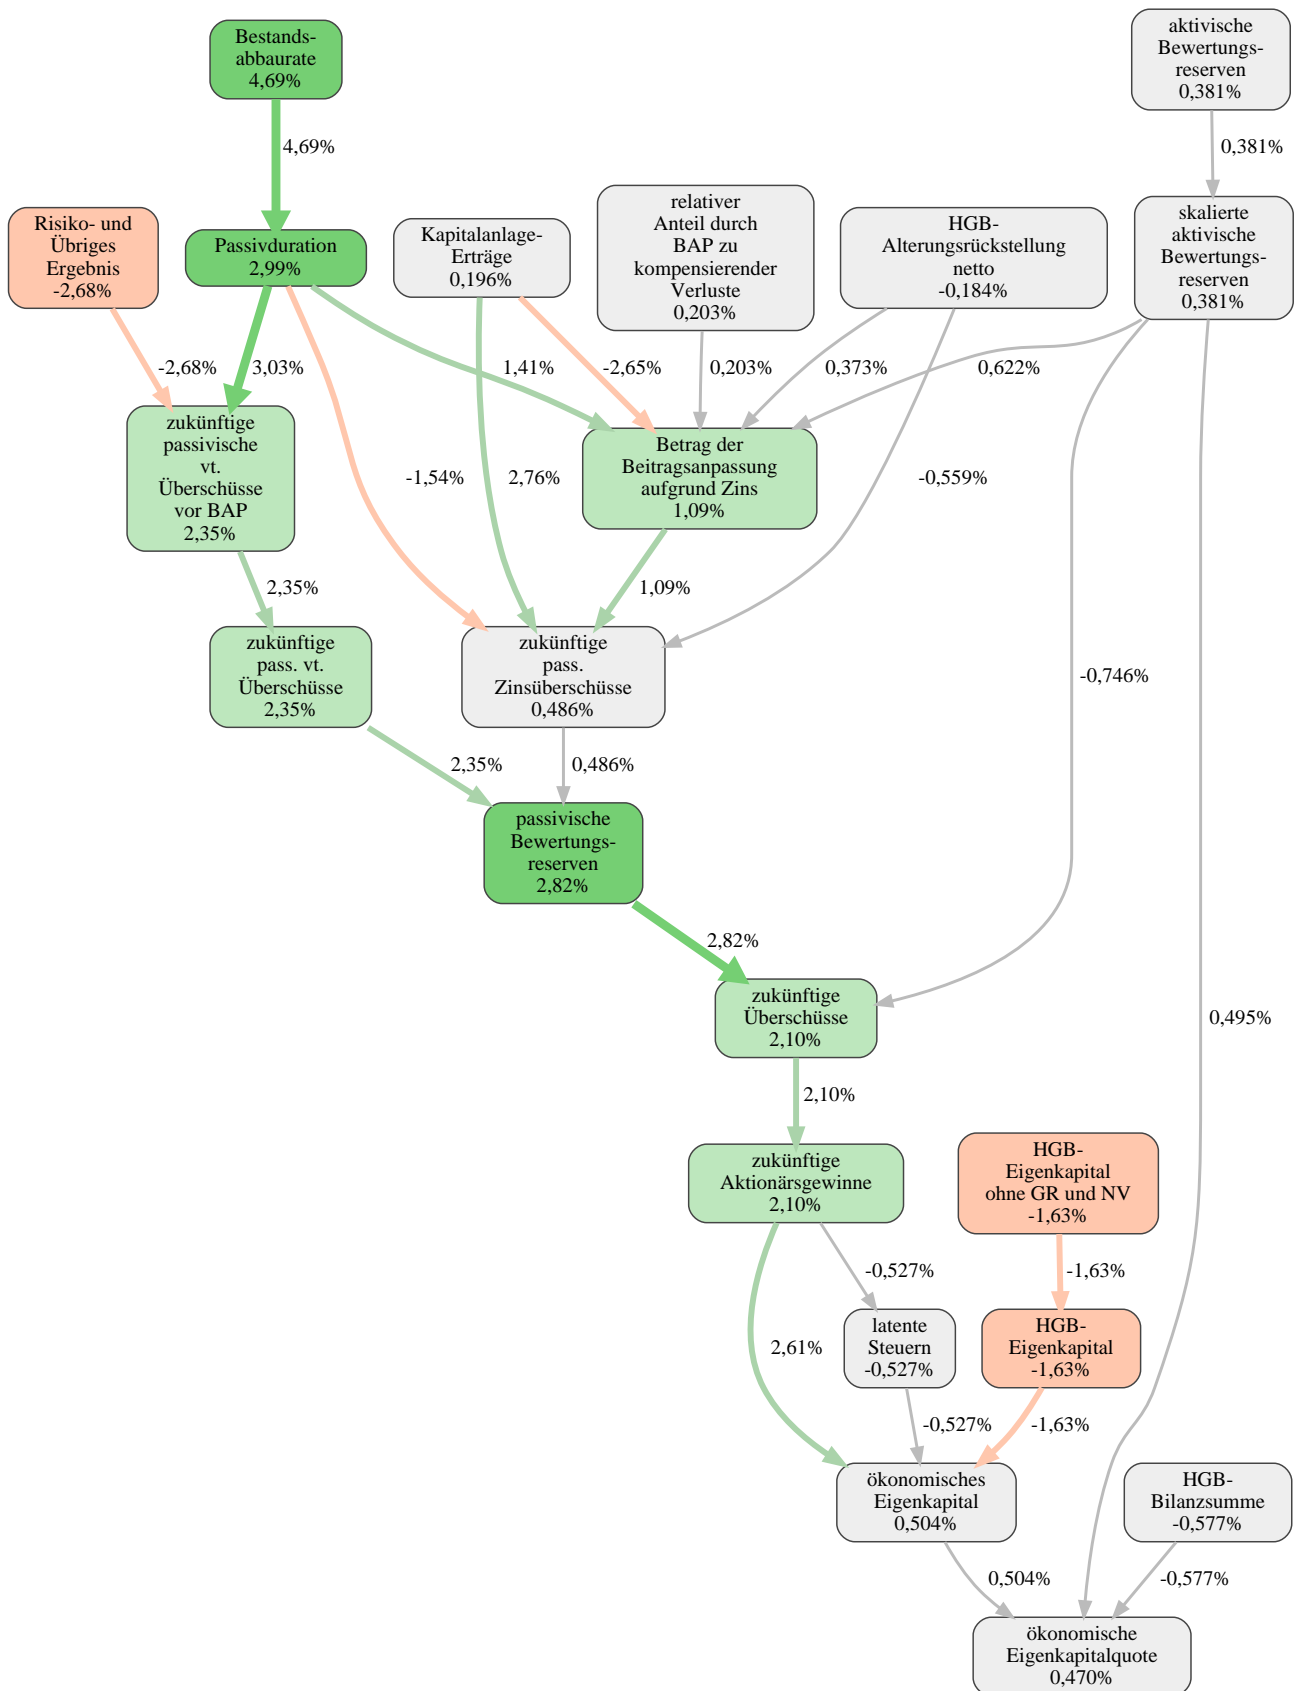 Bestands-
abbaurate
4,69%
aktivische
Bewertungs-
reserven
0,381%
4,69%
0,381%
Risiko- und
Übriges
Ergebnis
-2,68%
Passivduration
2,99%
Kapitalanlage-
Erträge
0,196%
relativer
Anteil durch
BAP zu
kompensierender
Verluste
0,203%
HGB-
Alterungsrückstellung
netto
-0,184%
skalierte
aktivische
Bewertungs-
reserven
0,381%
-2,68%
3,03%
1,41%
-2,65%
0,203%
0,373%
0,622%
zukünftige
passivische
vt.
Überschüsse
vor BAP
2,35%
-1,54%
2,76%
Betrag der
Beitragsanpassung
aufgrund Zins
1,09%
-0,559%
2,35%
1,09%
zukünftige
pass. vt.
Überschüsse
2,35%
zukünftige
pass.
Zinsüberschüsse
0,486%
-0,746%
2,35%
0,486%
passivische
Bewertungs-
reserven
2,82%
2,82%
zukünftige
Überschüsse
2,10%
0,495%
2,10%
zukünftige
Aktionärsgewinne
2,10%
HGB-
Eigenkapital
ohne GR und NV
-1,63%
-0,527%
-1,63%
2,61%
latente
Steuern
-0,527%
HGB-
Eigenkapital
-1,63%
-0,527%
-1,63%
ökonomisches
Eigenkapital
0,504%
HGB-
Bilanzsumme
-0,577%
0,504%
-0,577%
ökonomische
Eigenkapitalquote
0,470%